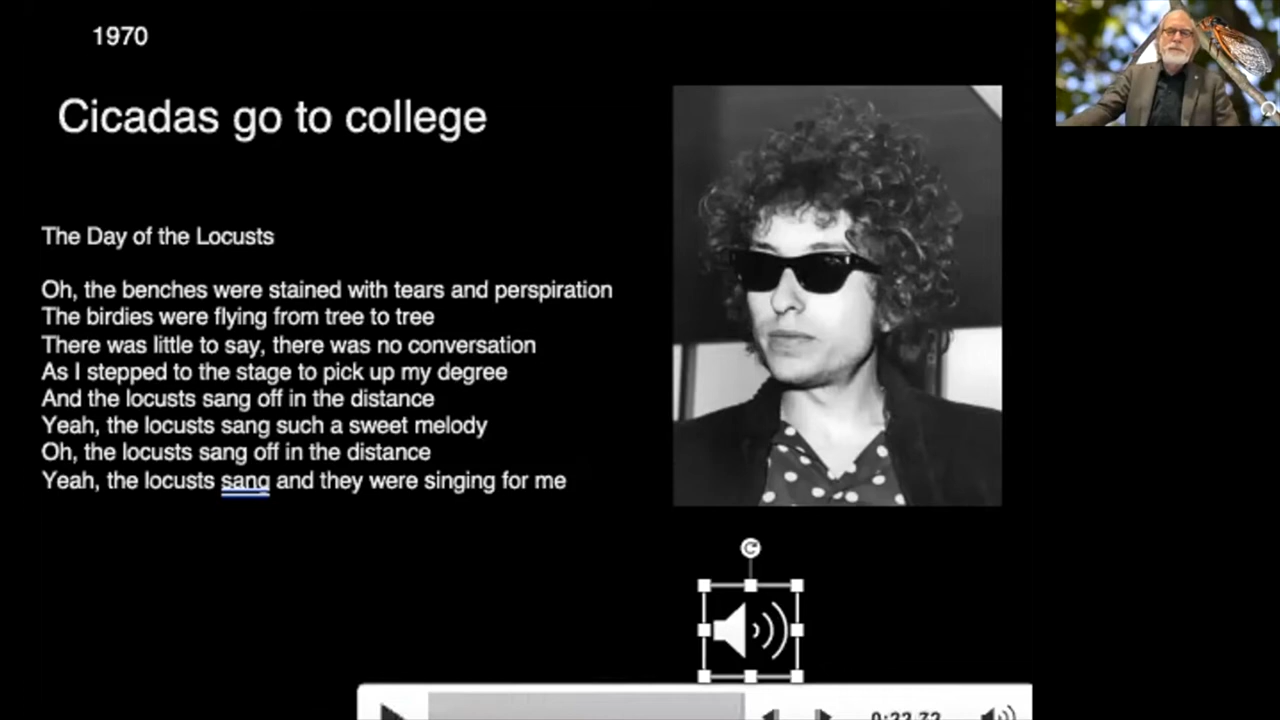 1970
Cicadas go to college
The Day of the Locusts
Oh, the benches were stained with tears and perspiration
The birdies were flying from tree to tree
There was little to say, there was no conversation
As I stepped to the stage to pick up my degree
And the locusts sang off in the distance
Yeah, the locusts sang such a sweet melody
Oh, the locusts sang off in the distance
Yeah, the locusts sang and they were singing for me